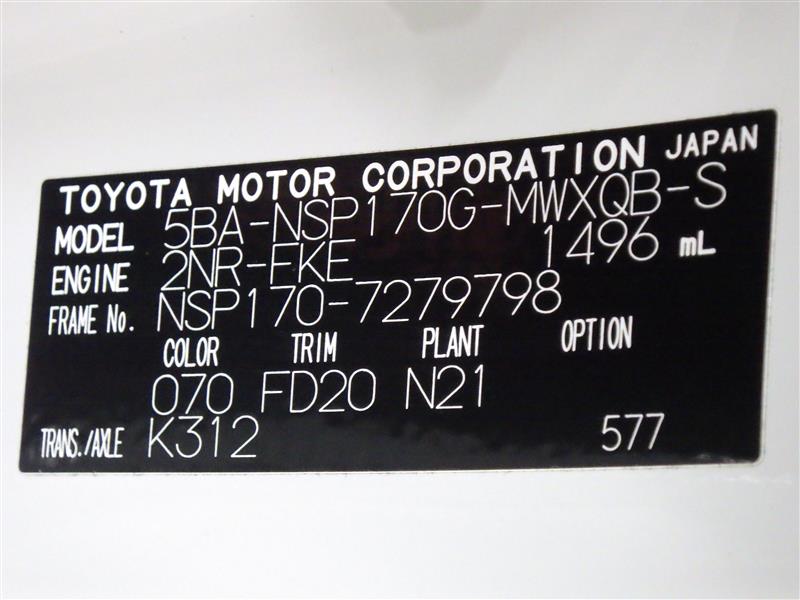 TOYOTA MOTOR CORPORATION JAPAN
MODEL 5BA-NSP170G-MWXQB-S
ENGINE 2NR-FKE 1496 mL
FRAME No. NSP170-7279798
COLOR TRIM PLANT OPTION
070 FD20 N21
TRANS./AXLE K312 577